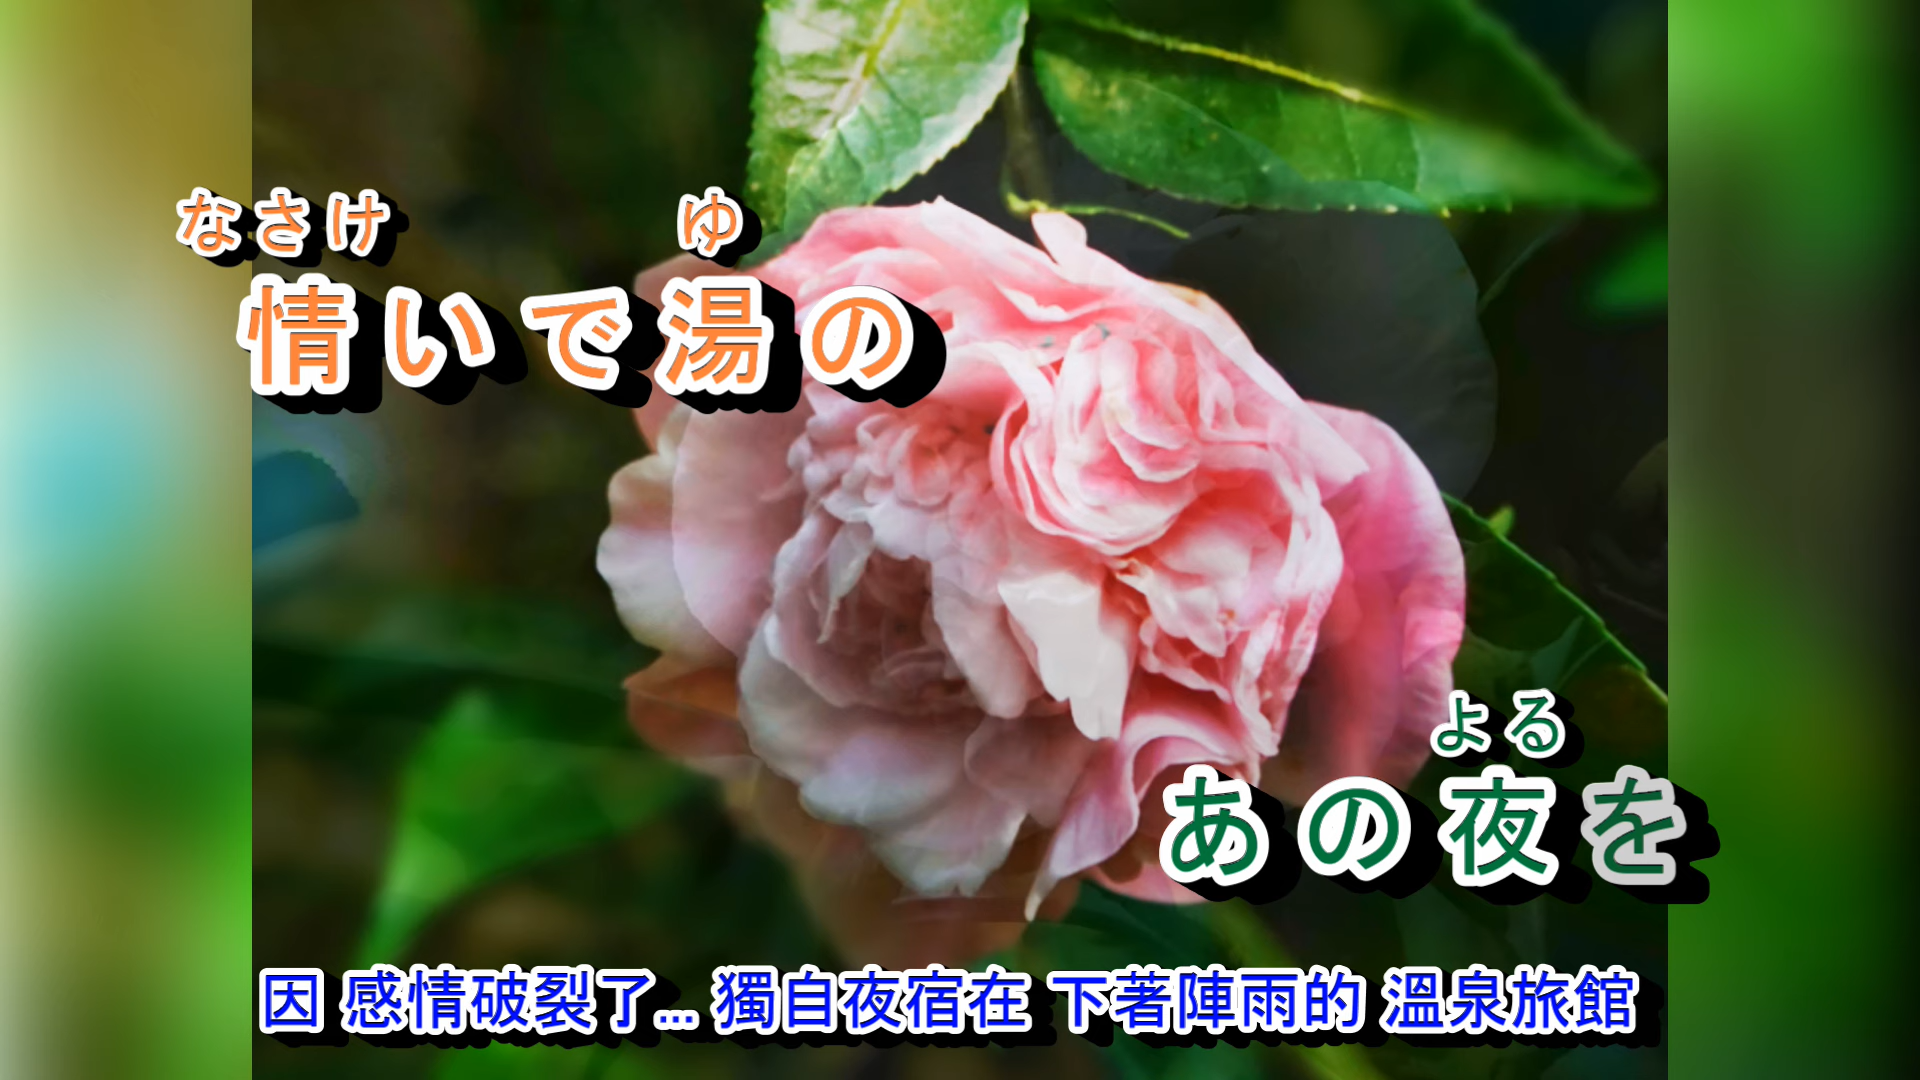 なさけ ゆ
情いで湯の
よる
あの夜を
因 感情破裂了... 獨自夜宿在 下著陣雨的 溫泉旅館